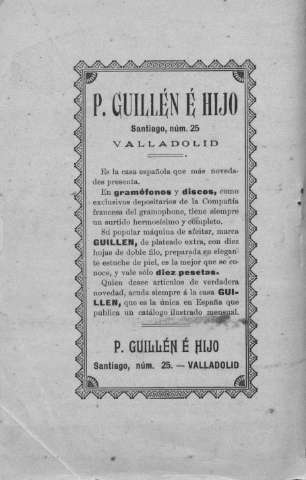 P. GUILLÉN É HIJO
Santiago, núm. 25
VALLADOLID
Es la casa española que más noveda-
des presenta.
En gramófonos y discos, como
exclusivos depositarios de la Compañía
francesa del gramophone, tiene siempre
un surtido hermosísimo y completo.
Su popular máquina de afeitar, marca
GUILLEN, de plateado extra, con diez
hojas de doble filo, preparada en elegan-
te estuche de piel, es la mejor que se co-
noce, y vale sólo diez pesetas.
Quien desee artículos de verdadera
novedad, acuda siempre á la casa GUI-
LLEN, que es la única en España que
publica un catálogo ilustrado mensual.
P. GUILLÉN É HIJO
Santiago, núm. 25. — VALLADOLID